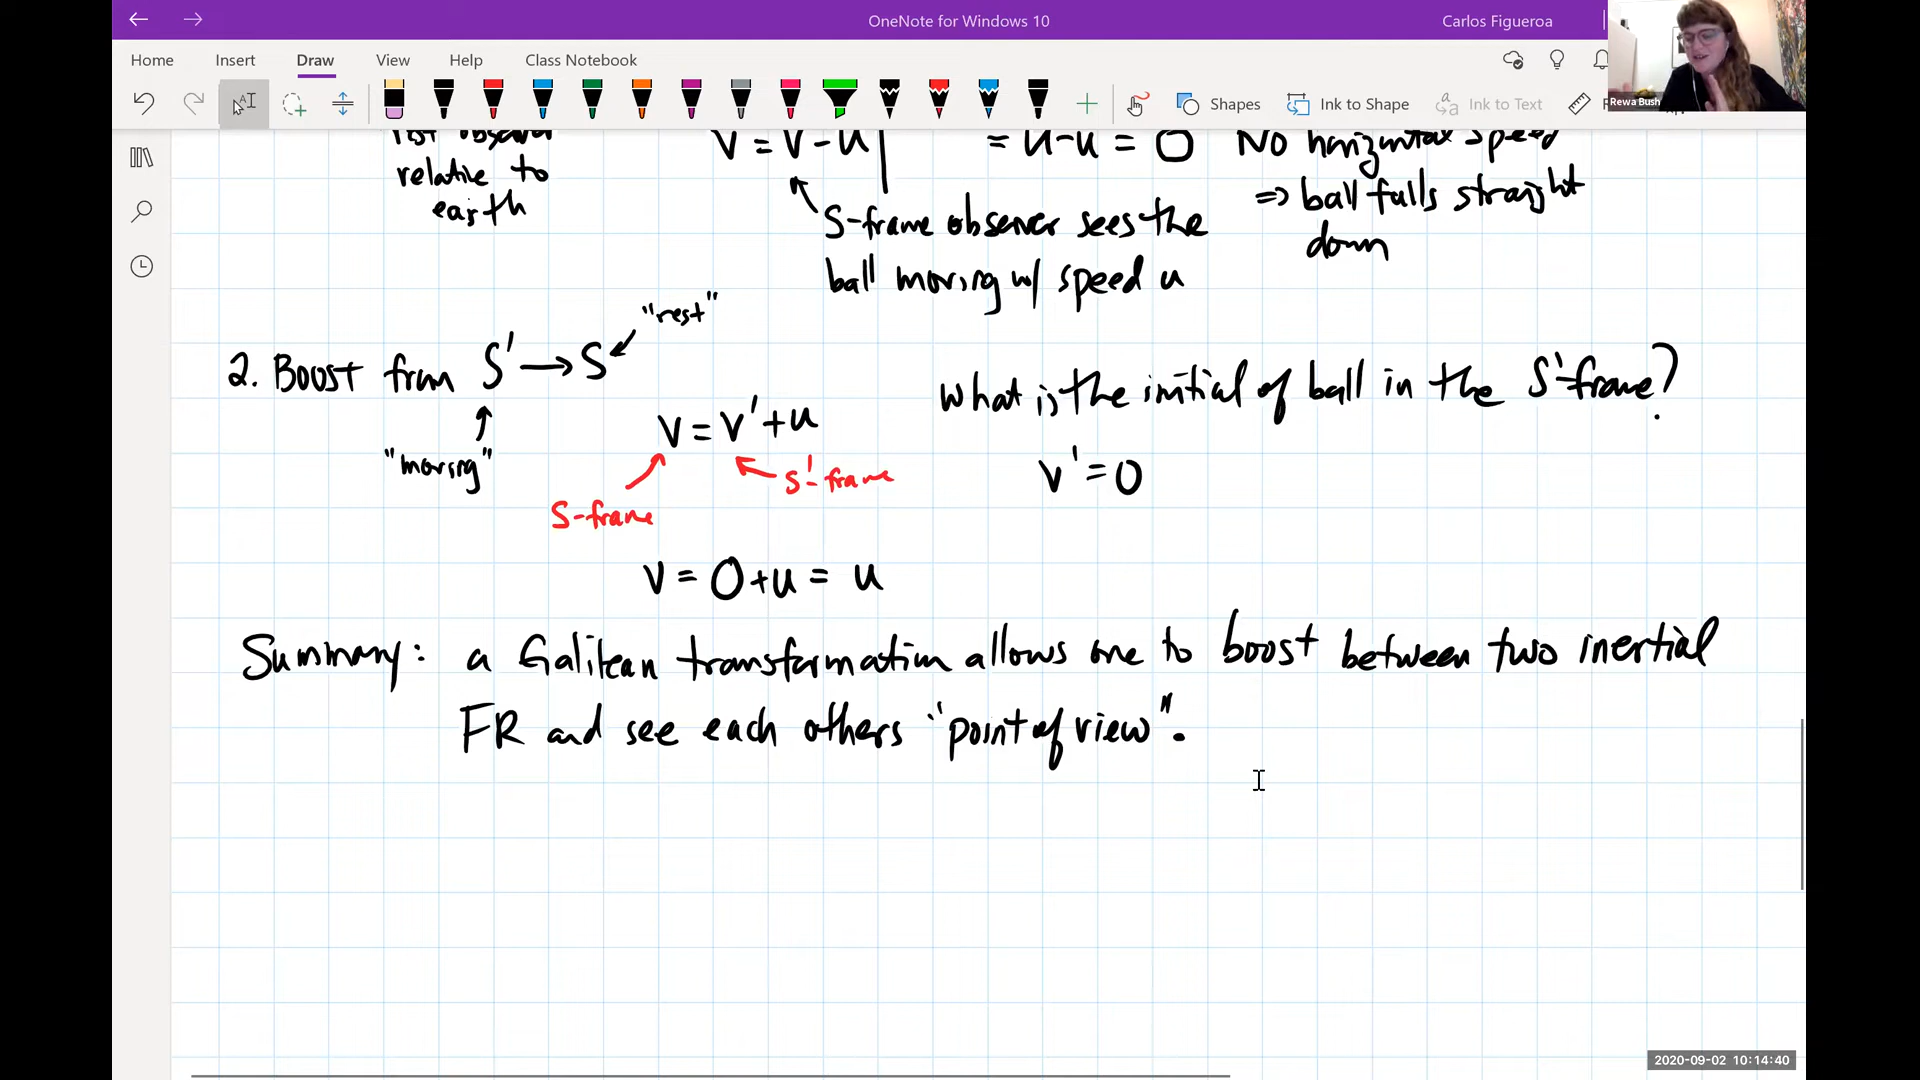 OneNote for Windows 10
Carlos Figueroa
Home Insert Draw View Help Class Notebook
Shapes Ink to Shape Ink to Text
Rewa Bush
relative to
earth
= u-u = 0
No horizontal speed
⇒ ball falls straight
down
S-frame observer sees the
ball moving w/ speed u
2. Boost from S' → S
"rest"
"moving"
v = v' + u
S-frame
S'-frame
What is the initial of ball in the S'-frame?
v' = 0
v = 0+u = u
Summary: a Galilean transformation allows one to boost between two inertial
FR and see each others "point of view".
2020-09-02 10:14:40